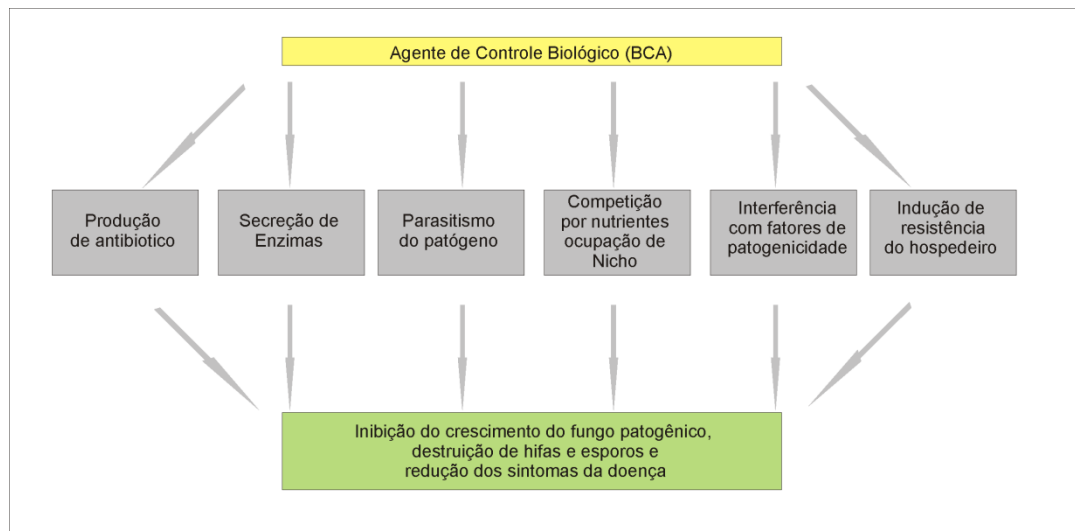 Agente de Controle Biológico (BCA)
Produção
de antibiotico
Secreção de
Enzimas
Parasitismo
do patógeno
Competição
por nutrientes
ocupação de
Nicho
Interferência
com fatores de
patogenicidade
Indução de
resistência
do hospedeiro
Inibição do crescimento do fungo patogênico,
destruição de hifas e esporos e
redução dos sintomas da doença